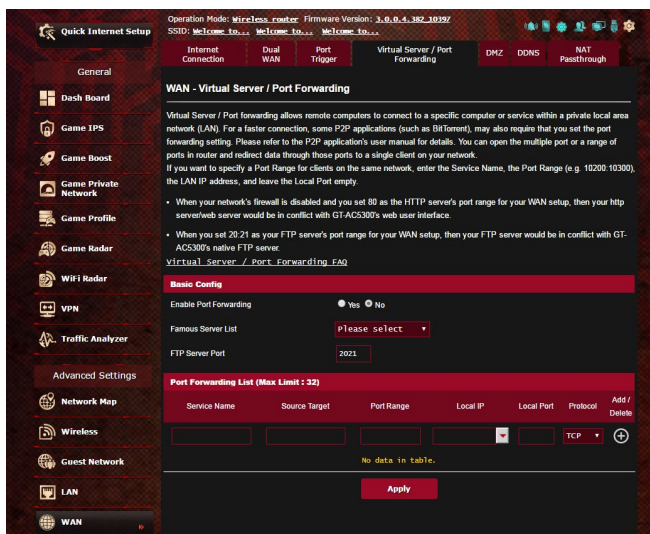 Quick Internet Setup
General
Dash Board
Game IPS
Game Boost
Game Private
Network
Game Profile
Game Radar
WiFi Radar
VPN
Traffic Analyzer
Advanced Settings
Network Map
Wireless
Guest Network
LAN
WAN
Operation Mode: Wireless router Firmware Version: 3.0.0.4.382_10397
SSID: Welcome to... Welcome to... Welcome to...
Internet
Connection
Dual
WAN
Port
Trigger
Virtual Server / Port
Forwarding
DMZ
DDNS
NAT
Passthrough
WAN - Virtual Server / Port Forwarding
Virtual Server / Port forwarding allows remote computers to connect to a specific computer or service within a private local area
network (LAN). For a faster connection, some P2P applications (such as BitTorrent), may also require that you set the port
forwarding setting. Please refer to the P2P application's user manual for details. You can open the multiple port or a range of
ports in router and redirect data through those ports to a single client on your network.
If you want to specify a Port Range for clients on the same network, enter the Service Name, the Port Range (e.g. 10200:10300),
the LAN IP address, and leave the Local Port empty.
• When your network's firewall is disabled and you set 80 as the HTTP server's port range for your WAN setup, then your http
server/web server would be in conflict with GT-AC5300's web user interface.
• When you set 20:21 as your FTP server's port range for your WAN setup, then your FTP server would be in conflict with GT-
AC5300's native FTP server.
Virtual Server / Port Forwarding FAQ
Basic Config
Enable Port Forwarding Yes No
Famous Server List Please select
FTP Server Port 2021
Port Forwarding List (Max Limit : 32)
Service Name Source Target Port Range Local IP Local Port Protocol Add /
Delete
TCP
No data in table.
Apply